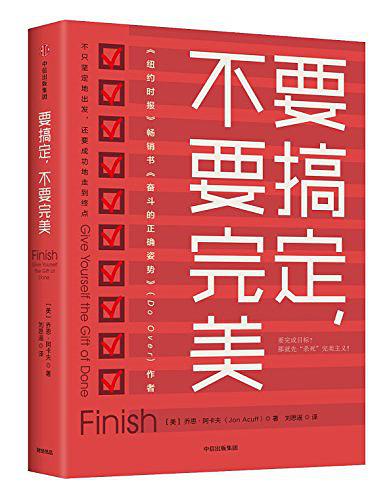 中信出版集团
要搞定，不要完美
Finish
Give Yourself
the Gift of
Done
［美］乔恩·阿卡夫 著
刘思遥 译
不只坚定地出发，还要成功地走到终点
Give Yourself the Gift of Done
《纽约时报》畅销书《奋斗的正确姿势》(Do Over)作者
要搞定，
不要完美
要完成目标？
那就先“杀死”完美主义！
Finish
［美］乔恩·阿卡夫（Jon Acuff）著 刘思遥 译
中信出版集团